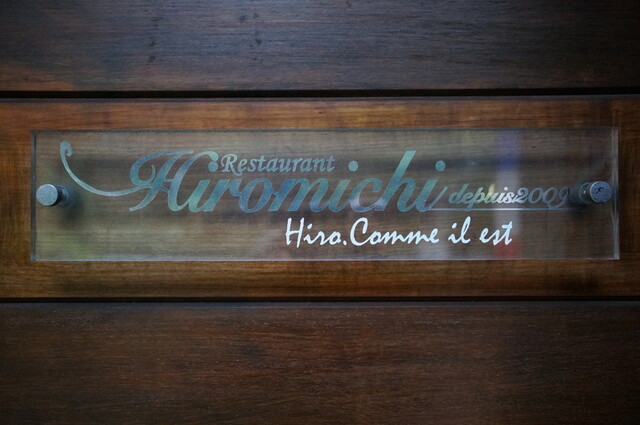 Restaurant
Hiromichi depuis2009
Hiro.Comme il est